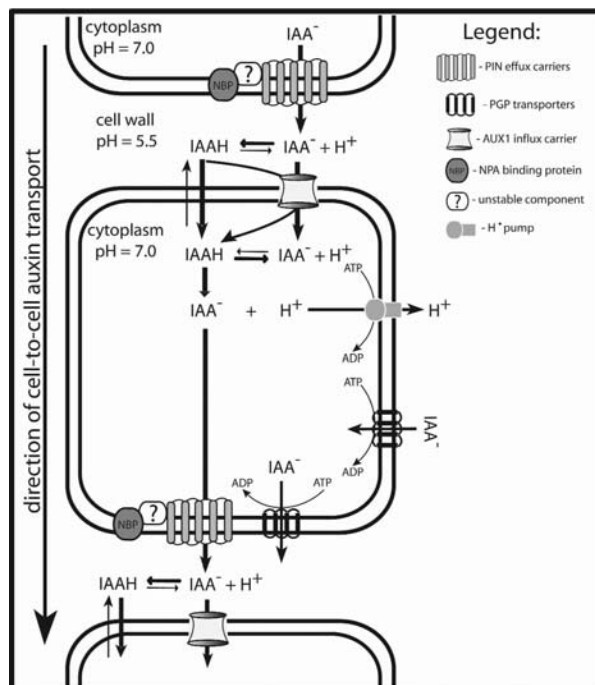 direction of cell-to-cell auxin transport
cytoplasm
pH = 7.0
IAA⁻
NBP
?
cell wall
pH = 5.5
IAAH
IAA⁻ + H⁺
cytoplasm
pH = 7.0
IAAH
IAA⁻ + H⁺
IAA⁻ + H⁺
H⁺
ATP
ADP
ATP
ADP
IAA⁻
IAA⁻
ADP
ATP
NBP
?
IAAH
IAA⁻ + H⁺
Legend:
- PIN effux carriers
- PGP transporters
- AUX1 influx carrier
NBP
- NPA binding protein
?
- unstable component
- H⁺ pump